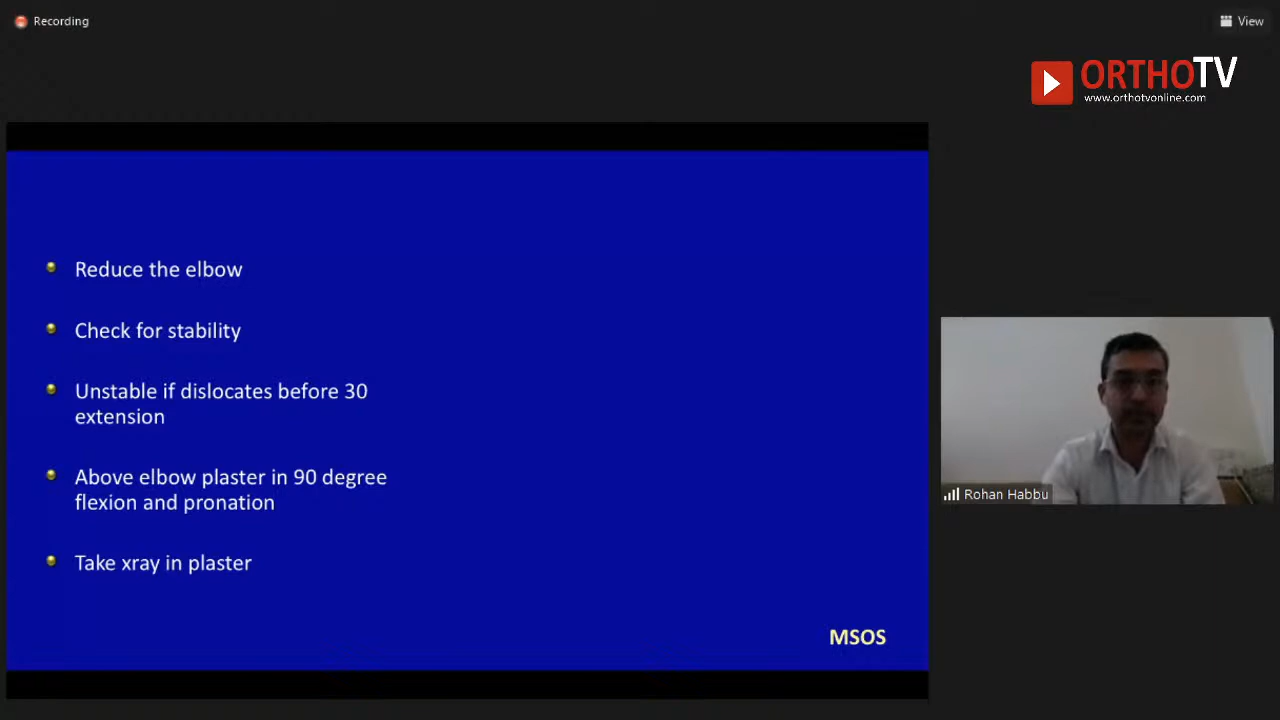 Recording
View
ORTHOTV
www.orthotvonline.com
Reduce the elbow
Check for stability
Unstable if dislocates before 30
extension
Above elbow plaster in 90 degree
flexion and pronation
Take xray in plaster
MSOS
Rohan Habbu